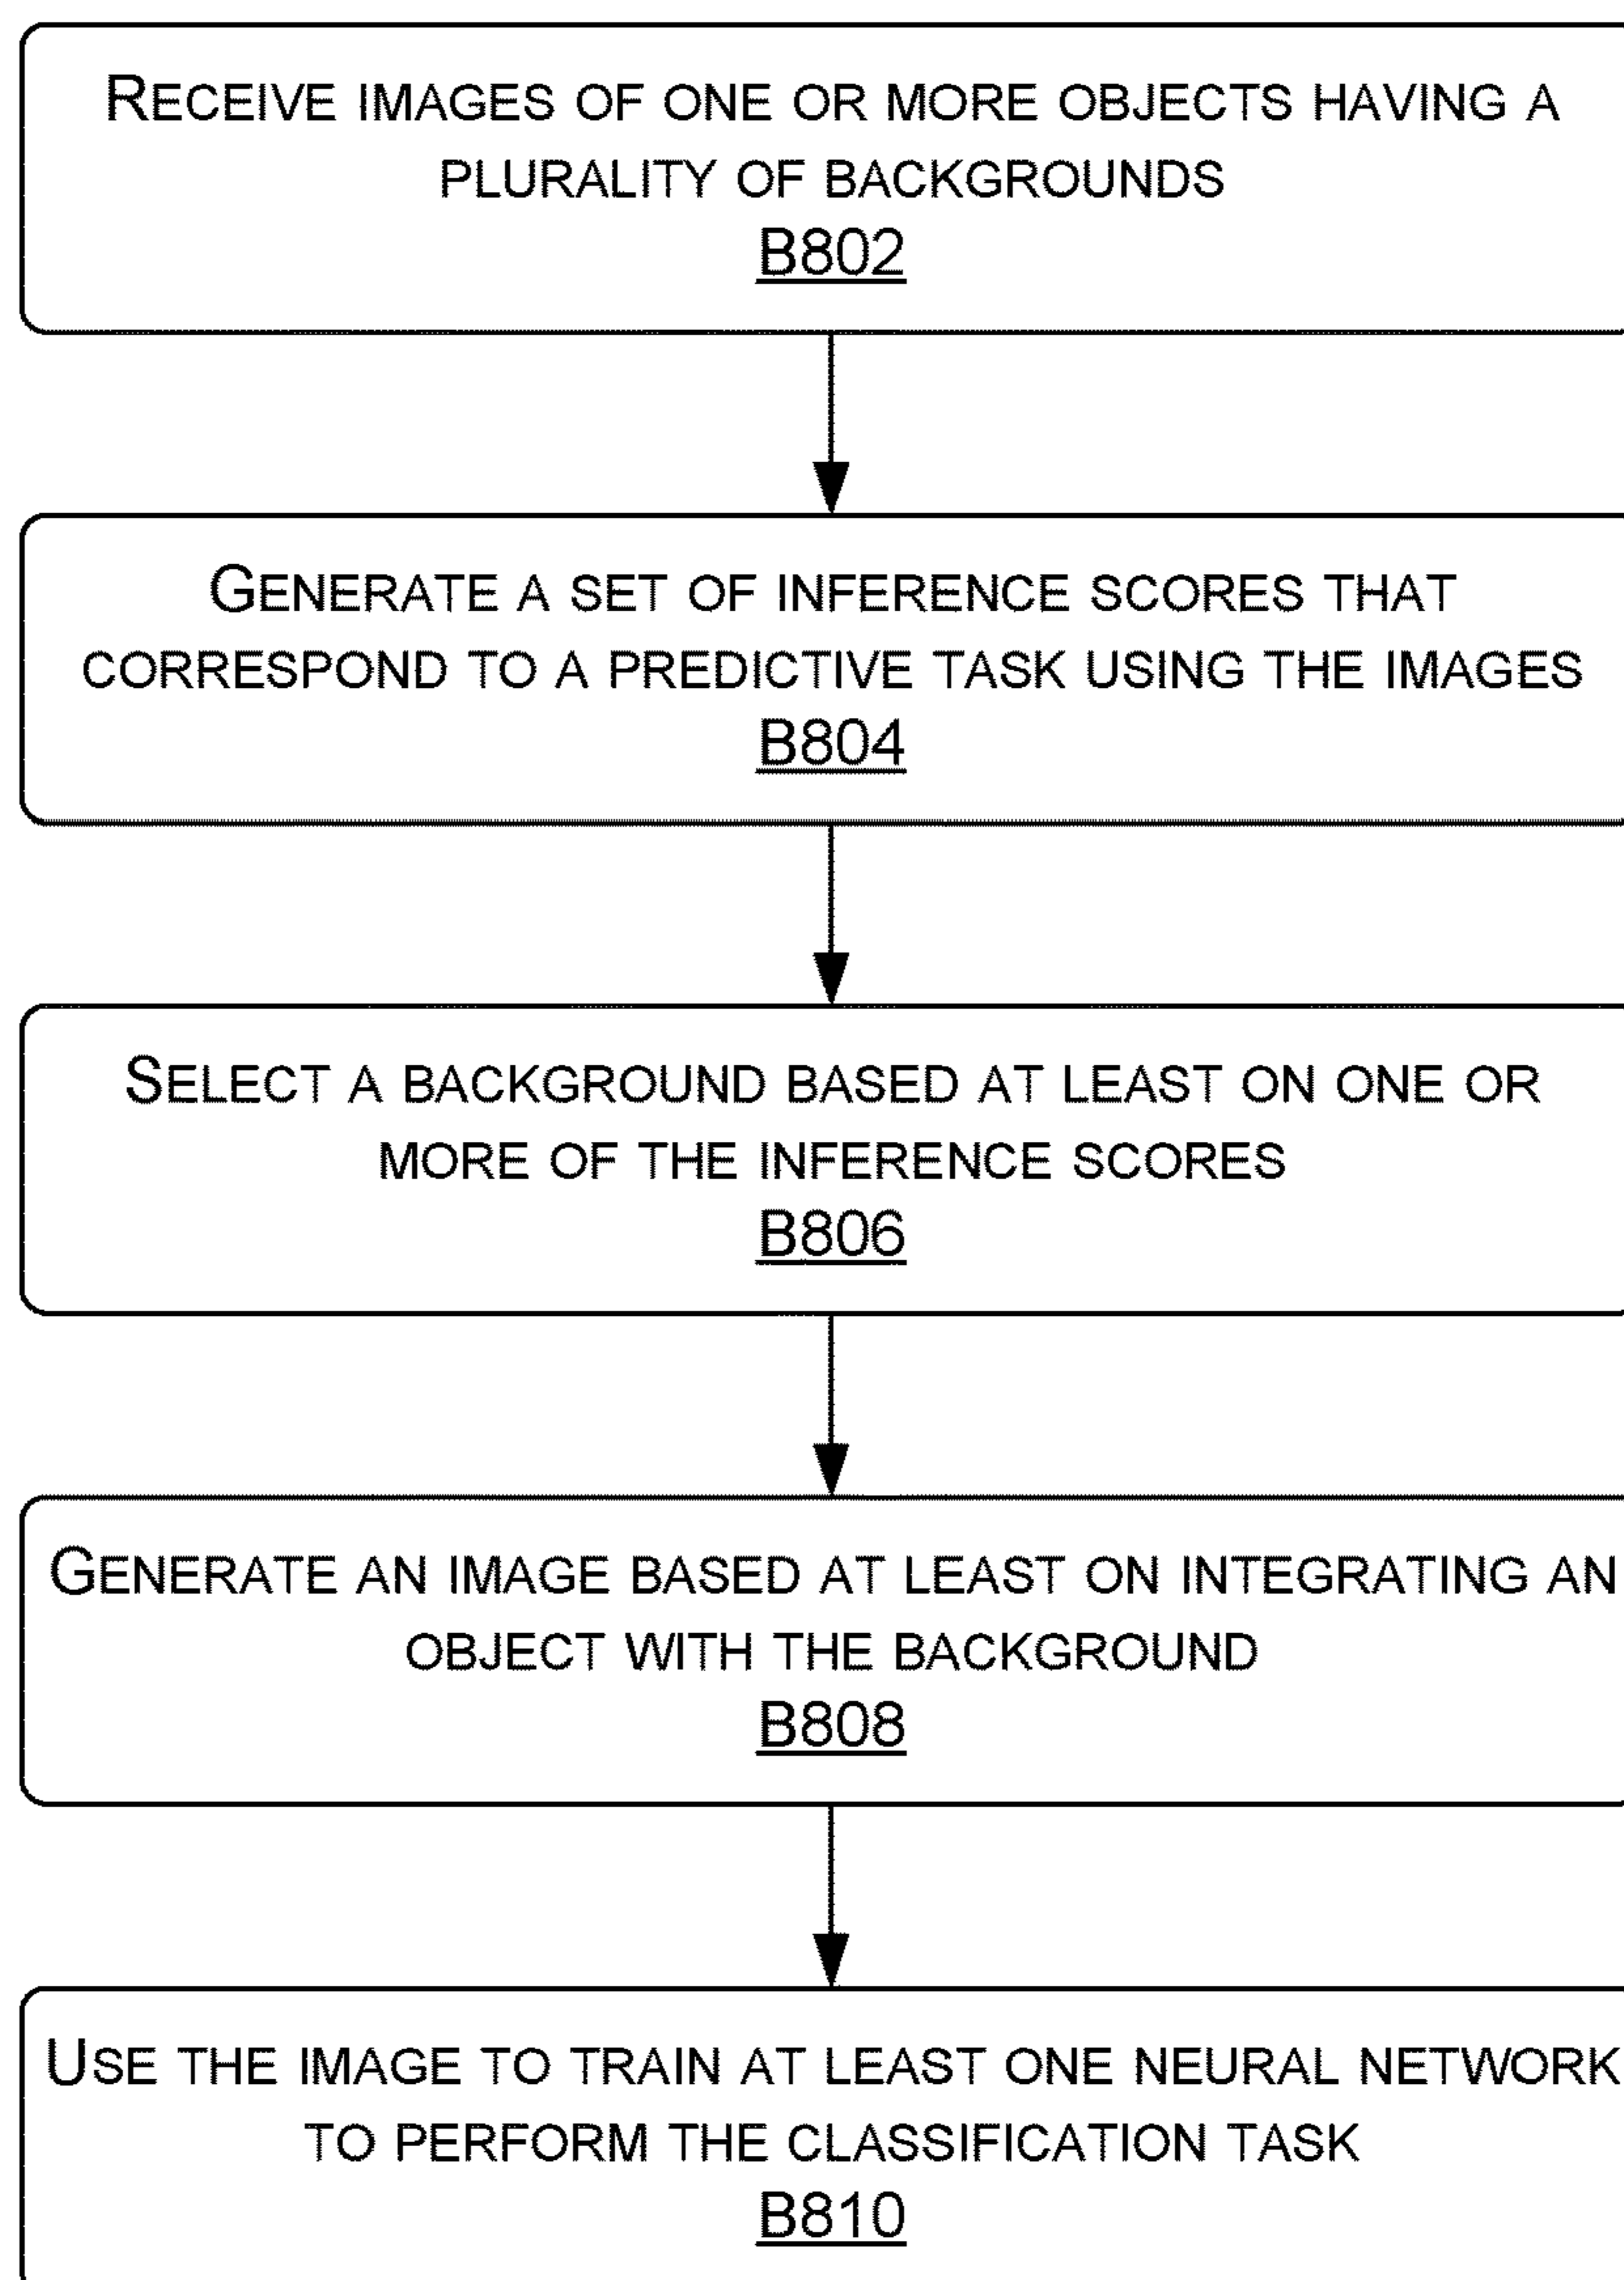 RECEIVE IMAGES OF ONE OR MORE OBJECTS HAVING A
PLURALITY OF BACKGROUNDS
B802
GENERATE A SET OF INFERENCE SCORES THAT
CORRESPOND TO A PREDICTIVE TASK USING THE IMAGES
B804
SELECT A BACKGROUND BASED AT LEAST ON ONE OR
MORE OF THE INFERENCE SCORES
B806
GENERATE AN IMAGE BASED AT LEAST ON INTEGRATING AN
OBJECT WITH THE BACKGROUND
B808
USE THE IMAGE TO TRAIN AT LEAST ONE NEURAL NETWORK
TO PERFORM THE CLASSIFICATION TASK
B810